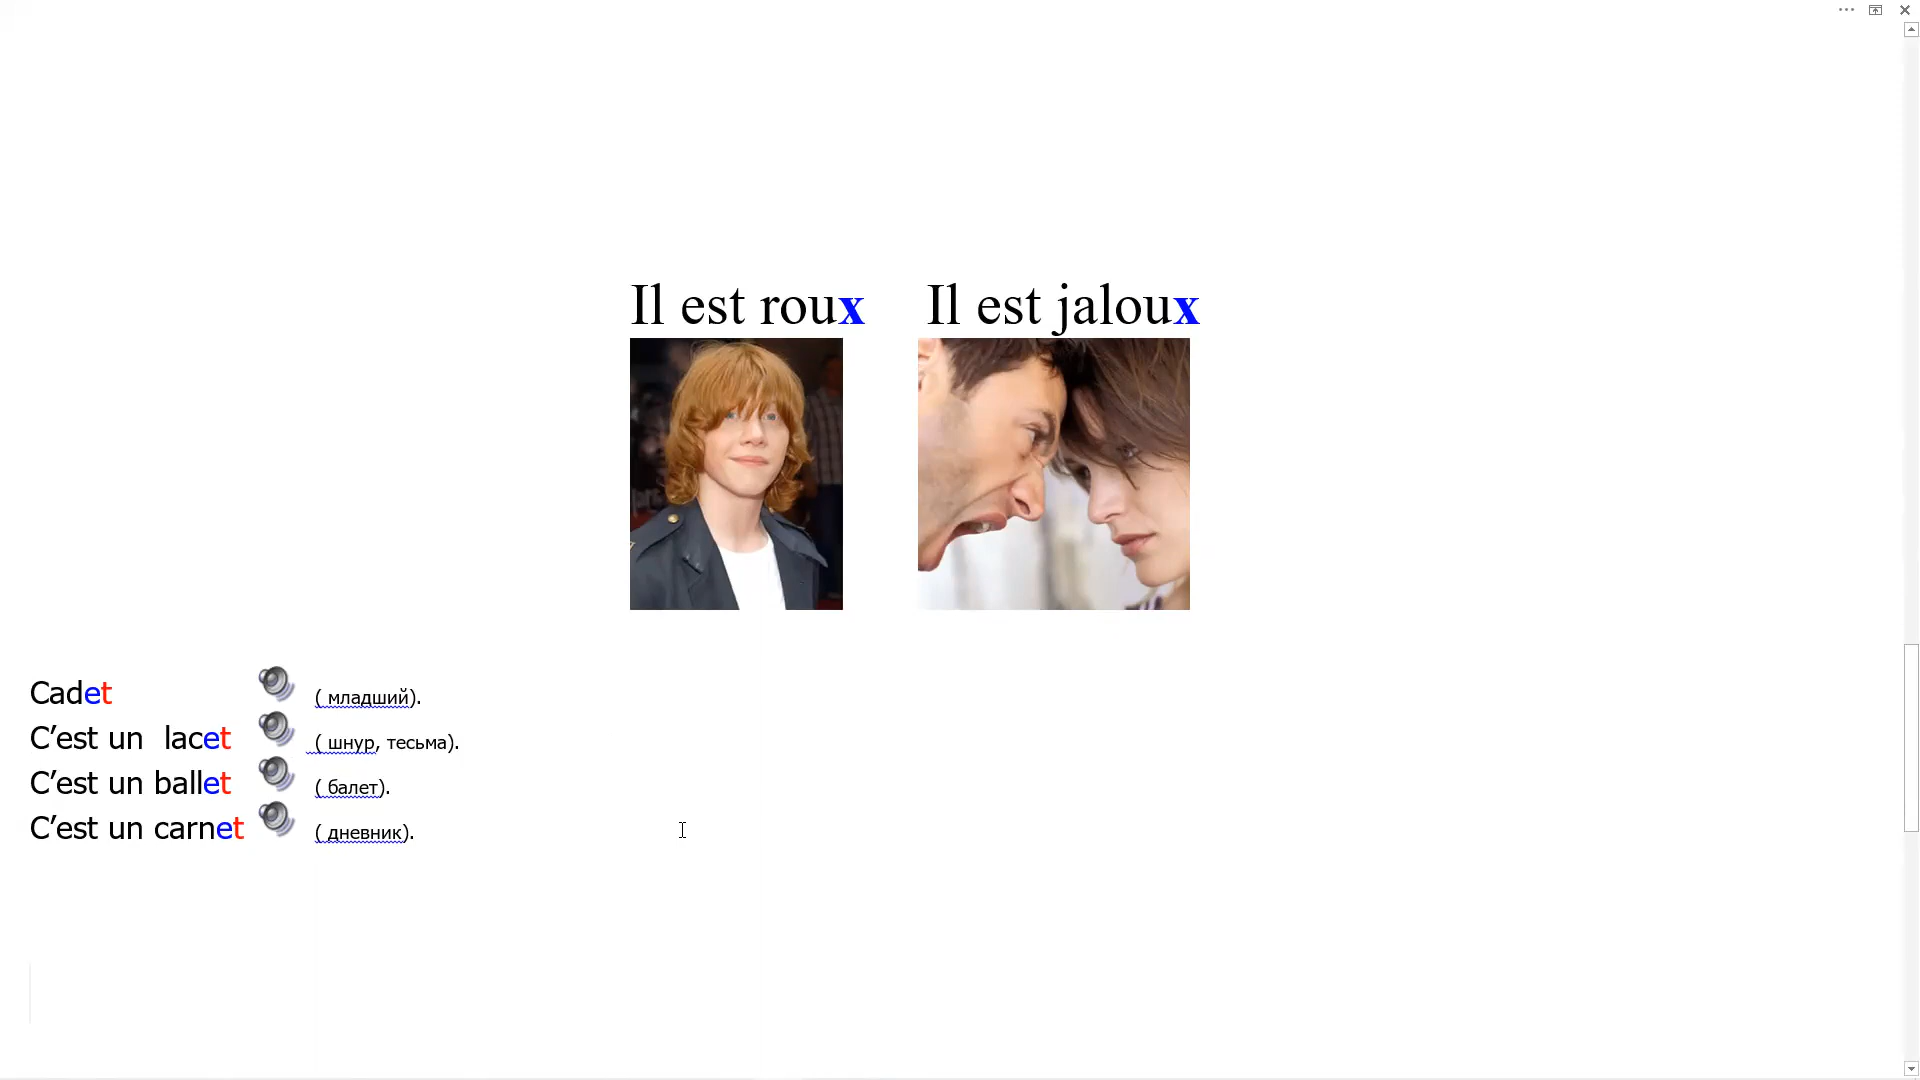 Il est roux Il est jaloux
Cadet ( младший).
C’est un lacet ( шнур, тесьма).
C’est un ballet ( балет).
C’est un carnet ( дневник).